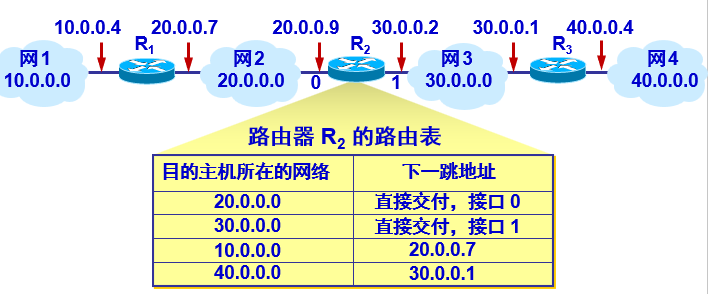 10.0.0.4 20.0.0.7 20.0.0.9 30.0.0.2 30.0.0.1 40.0.0.4
网1 R1 网2 R2 网3 R3 网4
10.0.0.0 20.0.0.0 0 1 30.0.0.0 40.0.0.0
路由器 R2 的路由表
目的主机所在的网络 下一跳地址
20.0.0.0 直接交付，接口 0
30.0.0.0 直接交付，接口 1
10.0.0.0 20.0.0.7
40.0.0.0 30.0.0.1